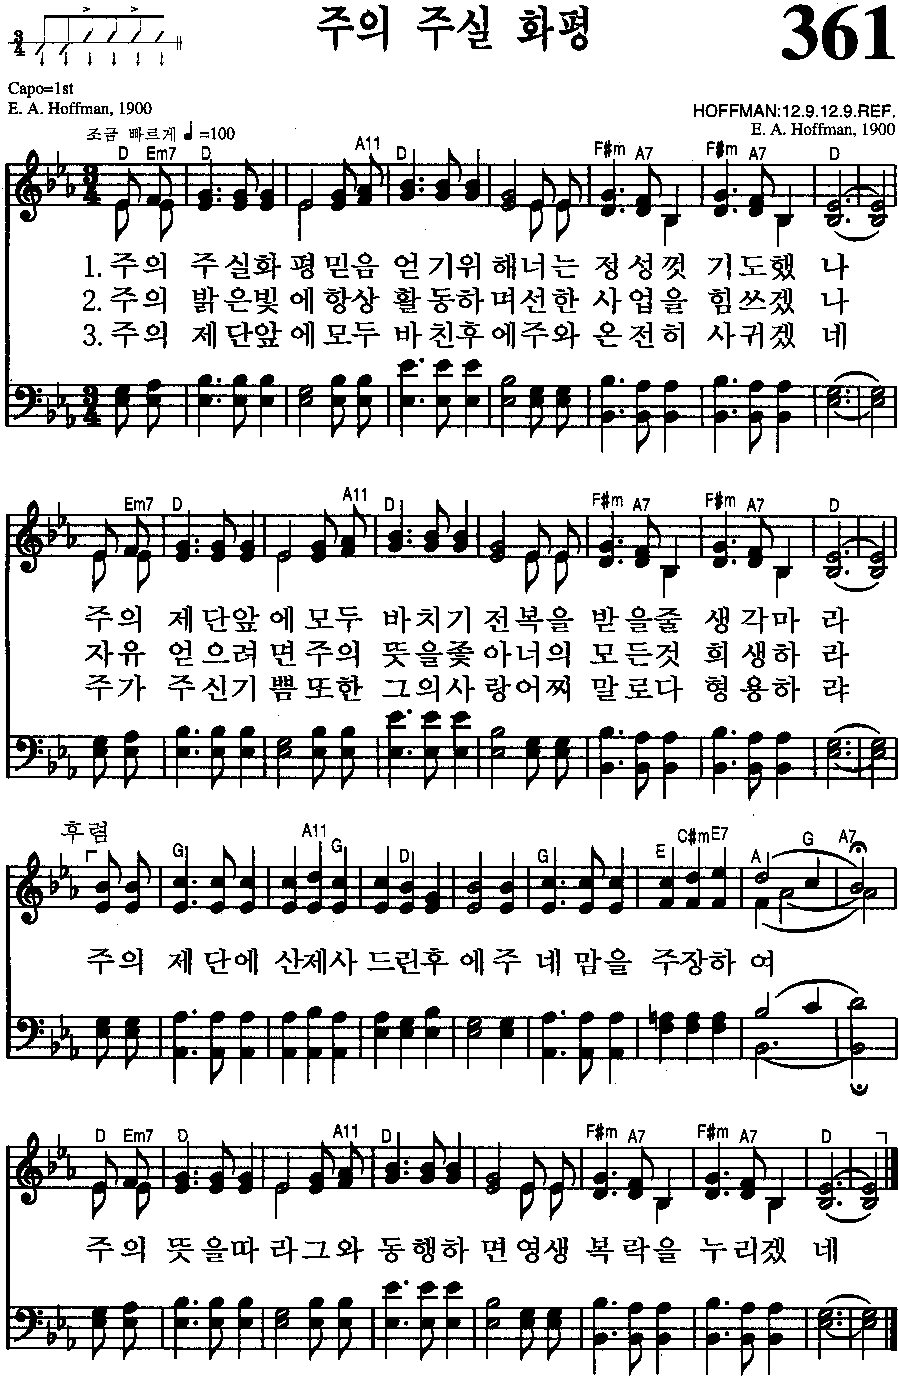 주의 주실 화평
361
3/4
Capo=1st
E. A. Hoffman, 1900
HOFFMAN:12.9.12.9.REF.
E. A. Hoffman, 1900
조금 빠르게 ♩=100
D Em7 D A11 D F#m A7 F#m A7 D
1. 주의 주실화 평믿음 얻기위 해너는 정성껏 기도했 나
2. 주의 밝은빛 에항상 활동하 며선한 사업을 힘쓰겠 나
3. 주의 제단앞 에모두 바친후 에주와 온전히 사귀겠 네
Em7 D A11 D F#m A7 F#m A7 D
주의 제단앞 에모두 바치기 전복을 받을줄 생각마 라
자유 얻으려 면주의 뜻을좇 아너의 모든것 희생하 라
주가 주신기 쁨또한 그의사 랑어찌 말로다 형용하 랴
후렴
G A11 G D G E C#m E7 A G A7
주의 제단에 산제사 드린후 에주 네맘을 주장하 여
D Em7 D A11 D F#m A7 F#m A7 D
주의 뜻을따 라그와 동행하 면영생 복락을 누리겠 네